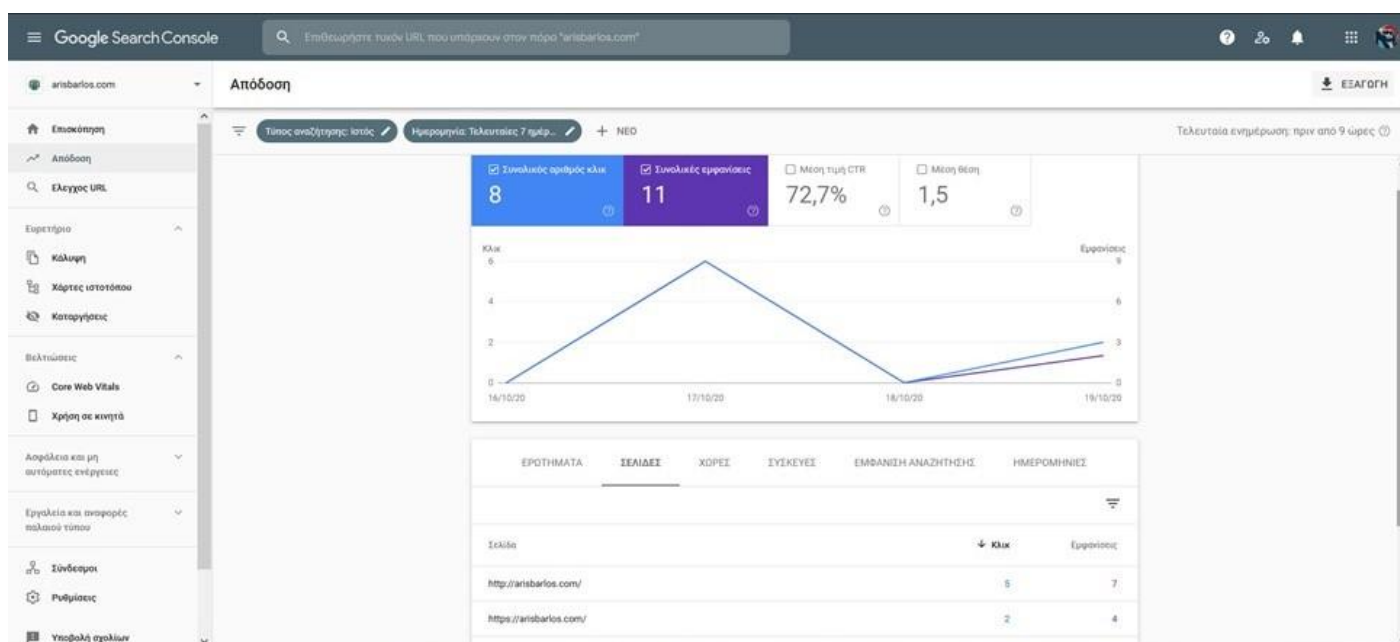 Google Search Console
Επιθεωρήστε τυχόν URL που υπάρχουν στον πόρο "arisbarlos.com"
arisbarlos.com
Απόδοση
ΕΞΑΓΩΓΗ
Επισκόπηση
Απόδοση
Έλεγχος URL
Τύπος αναζήτησης: Ιστός
Ημερομηνία: Τελευταίες 7 ημέρ...
ΝΕΟ
Τελευταία ενημέρωση: πριν από 9 ώρες
Ευρετήριο
Κάλυψη
Χάρτες ιστοτόπου
Καταργήσεις
Βελτιώσεις
Core Web Vitals
Χρήση σε κινητά
Ασφάλεια και μη
αυτόματες ενέργειες
Εργαλεία και αναφορές
παλαιού τύπου
Σύνδεσμοι
Ρυθμίσεις
Υποβολή σχολίων
Συνολικός αριθμός κλικ
8
Συνολικές εμφανίσεις
11
Μέση τιμή CTR
72,7%
Μέση θέση
1,5
Κλικ
Εμφανίσεις
6
9
4
6
2
3
0
0
16/10/20
17/10/20
18/10/20
19/10/20
ΕΡΩΤΗΜΑΤΑ
ΣΕΛΙΔΕΣ
ΧΩΡΕΣ
ΣΥΣΚΕΥΕΣ
ΕΜΦΑΝΙΣΗ ΑΝΑΖΗΤΗΣΗΣ
ΗΜΕΡΟΜΗΝΙΕΣ
Σελίδα
Κλικ
Εμφανίσεις
http://arisbarlos.com/
5
7
https://arisbarlos.com/
2
4